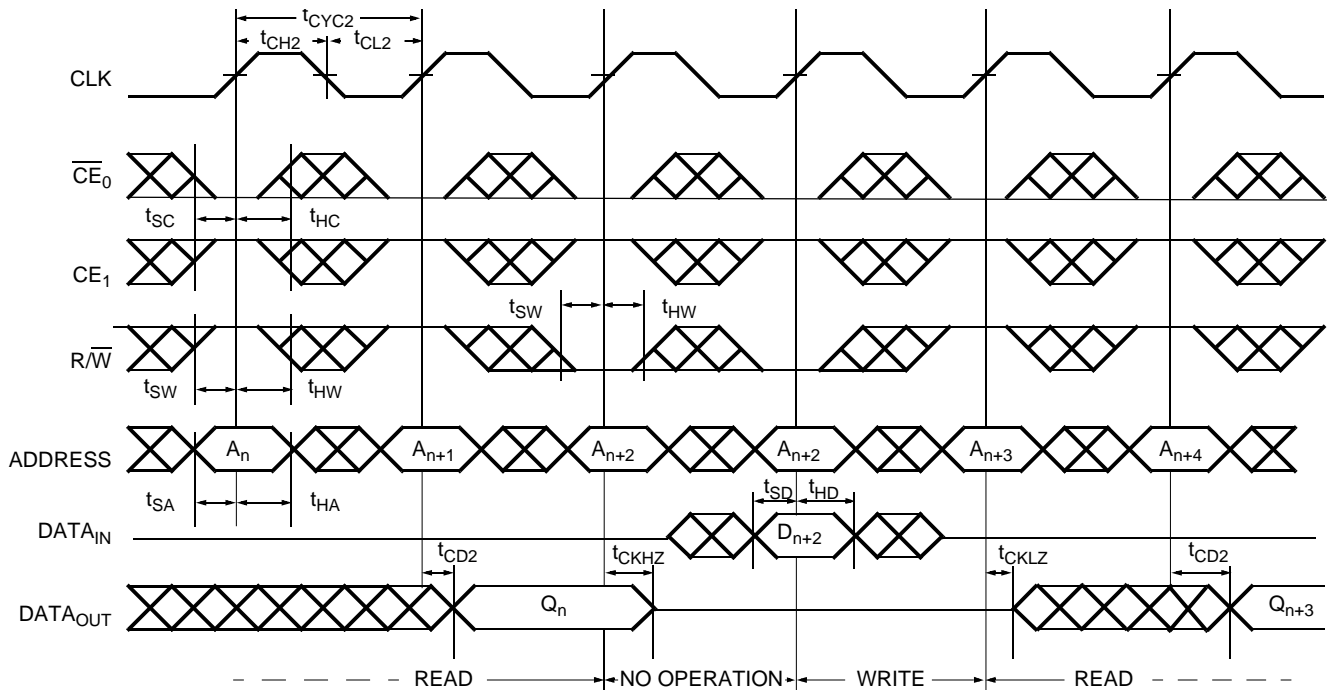 tCYC2
tCH2 tCL2
CLK
CE0
tSC tHC
CE1
tSW tHW
R/W
tSW tHW
ADDRESS An An+1 An+2 An+2 An+3 An+4
tSA tHA tSD tHD
DATAIN Dn+2
tCD2 tCKHZ tCKLZ tCD2
DATAOUT Qn Qn+3
READ NO OPERATION WRITE READ